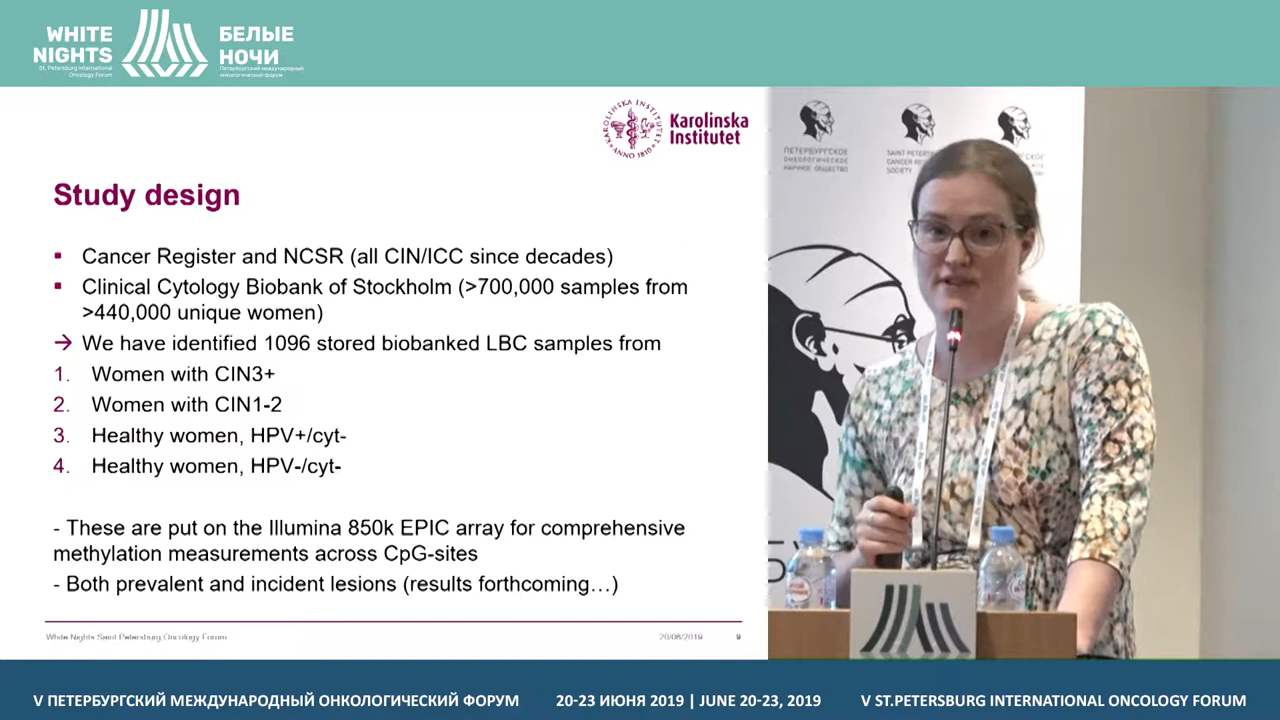 WHITE
NIGHTS
St. Petersburg International
Oncology Forum
БЕЛЫЕ
НОЧИ
Петербургский международный
онкологический форум
KAROLINSKA INSTITUTET
ANNO 1810
Karolinska
Institutet
Study design
▪ Cancer Register and NCSR (all CIN/ICC since decades)
▪ Clinical Cytology Biobank of Stockholm (>700,000 samples from
>440,000 unique women)
→ We have identified 1096 stored biobanked LBC samples from
1. Women with CIN3+
2. Women with CIN1-2
3. Healthy women, HPV+/cyt-
4. Healthy women, HPV-/cyt-
- These are put on the Illumina 850k EPIC array for comprehensive
methylation measurements across CpG-sites
- Both prevalent and incident lesions (results forthcoming…)
White Nights Saint Petersburg Oncology Forum 20/06/2019 9
ПЕТЕРБУРГСКОЕ
ОНКОЛОГИЧЕСКОЕ
НАУЧНОЕ ОБЩЕСТВО
SAINT
CANCER
SOCIETY
V ПЕТЕРБУРГСКИЙ МЕЖДУНАРОДНЫЙ ОНКОЛОГИЧЕСКИЙ ФОРУМ 20-23 ИЮНЯ 2019 | JUNE 20-23, 2019 V ST.PETERSBURG INTERNATIONAL ONCOLOGY FORUM